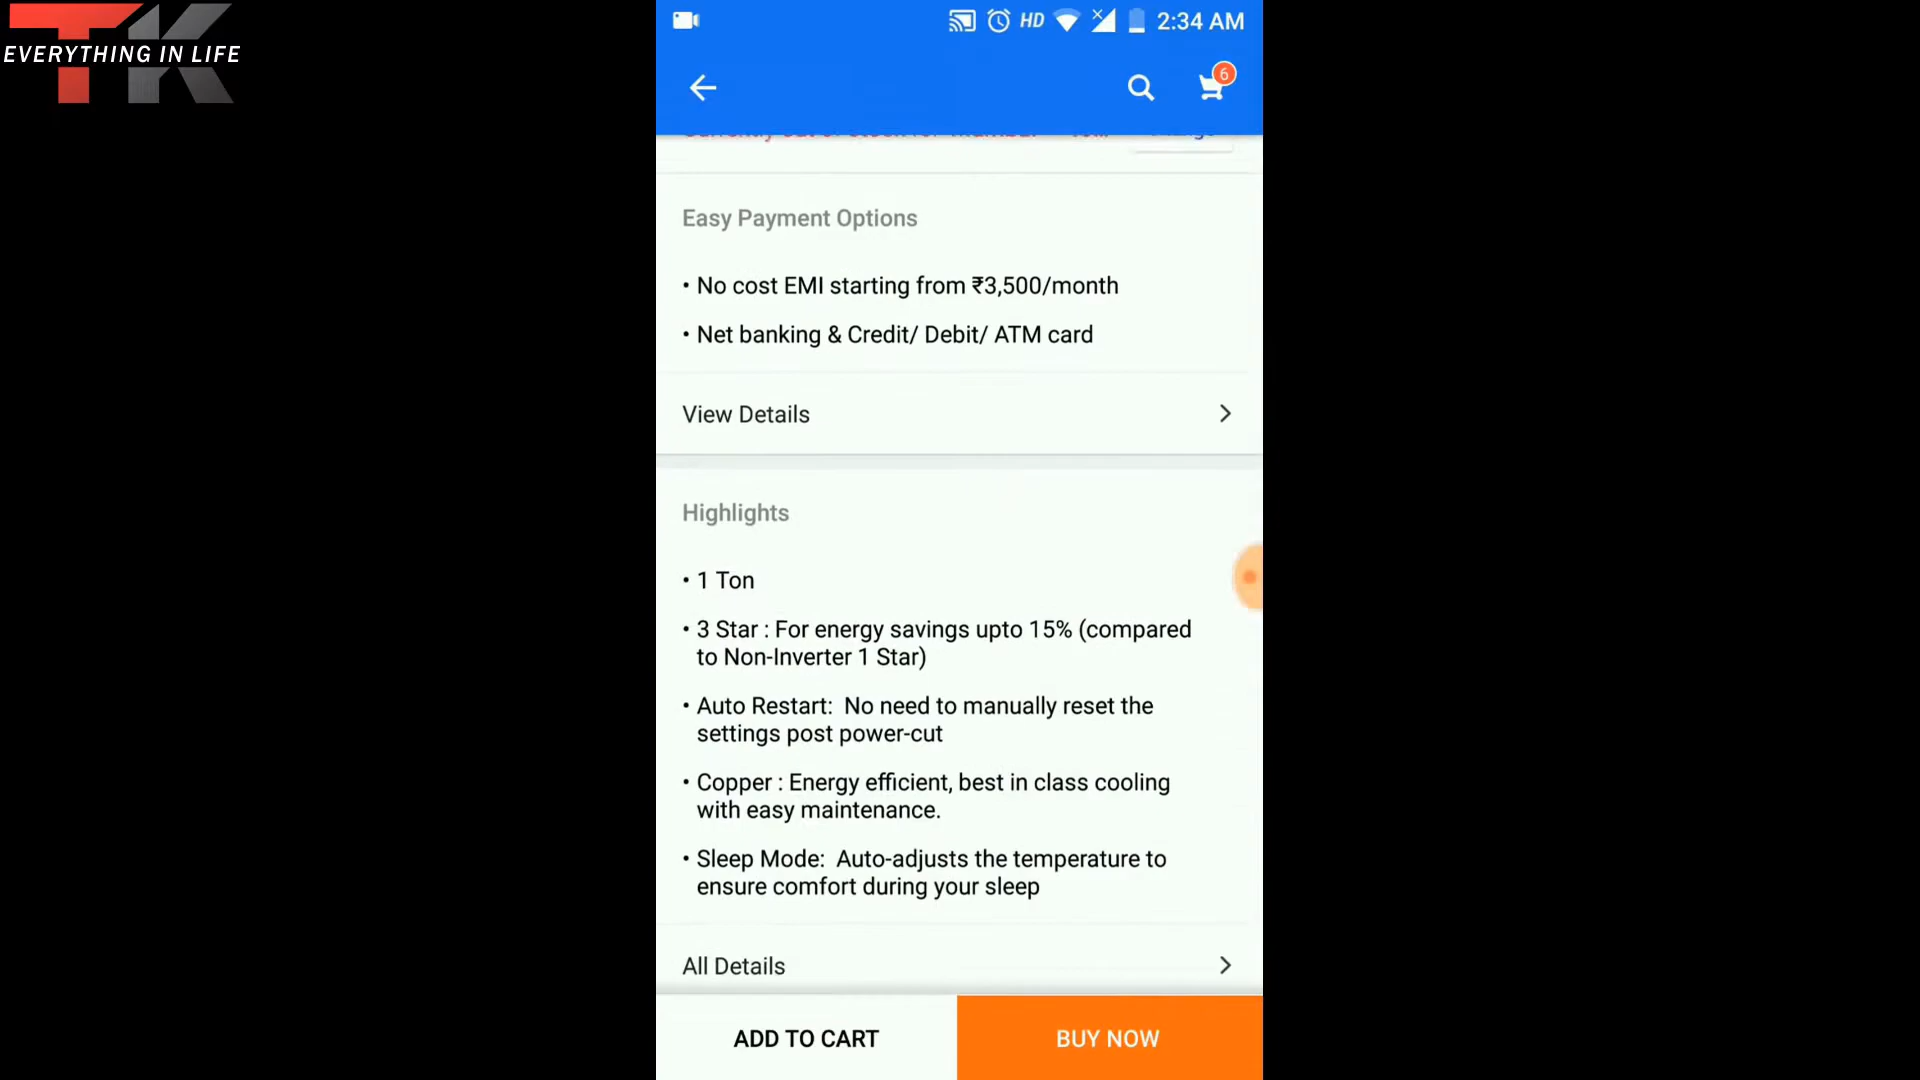 TK
EVERYTHING IN LIFE
HD
2:34 AM
6
Easy Payment Options
• No cost EMI starting from ₹3,500/month
• Net banking & Credit/ Debit/ ATM card
View Details
Highlights
• 1 Ton
• 3 Star : For energy savings upto 15% (compared
to Non-Inverter 1 Star)
• Auto Restart: No need to manually reset the
settings post power-cut
• Copper : Energy efficient, best in class cooling
with easy maintenance.
• Sleep Mode: Auto-adjusts the temperature to
ensure comfort during your sleep
All Details
ADD TO CART
BUY NOW